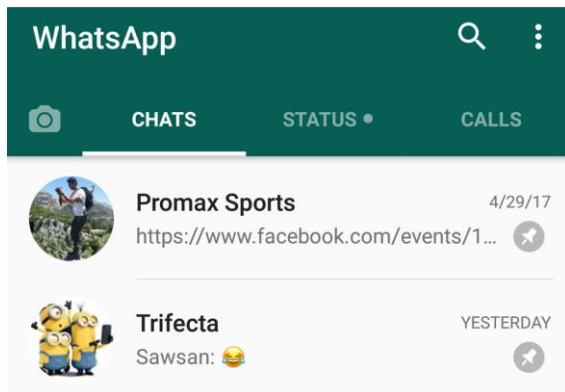 WhatsApp
CHATS STATUS CALLS
Promax Sports 4/29/17
https://www.facebook.com/events/1...
Trifecta YESTERDAY
Sawsan: 😂